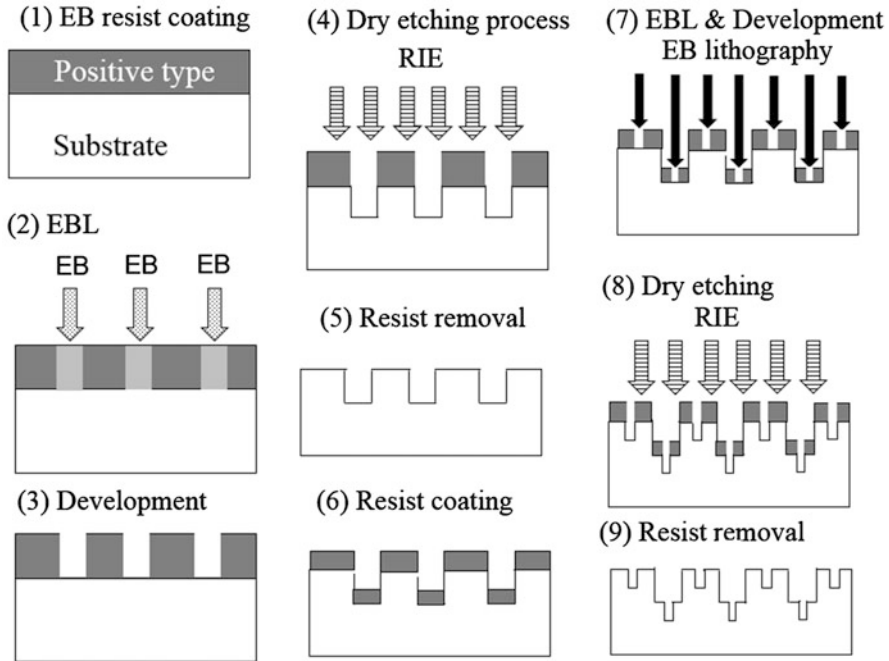 (1) EB resist coating
Positive type
Substrate
(2) EBL
EB EB EB
(3) Development
(4) Dry etching process
RIE
(5) Resist removal
(6) Resist coating
(7) EBL & Development
EB lithography
(8) Dry etching
RIE
(9) Resist removal